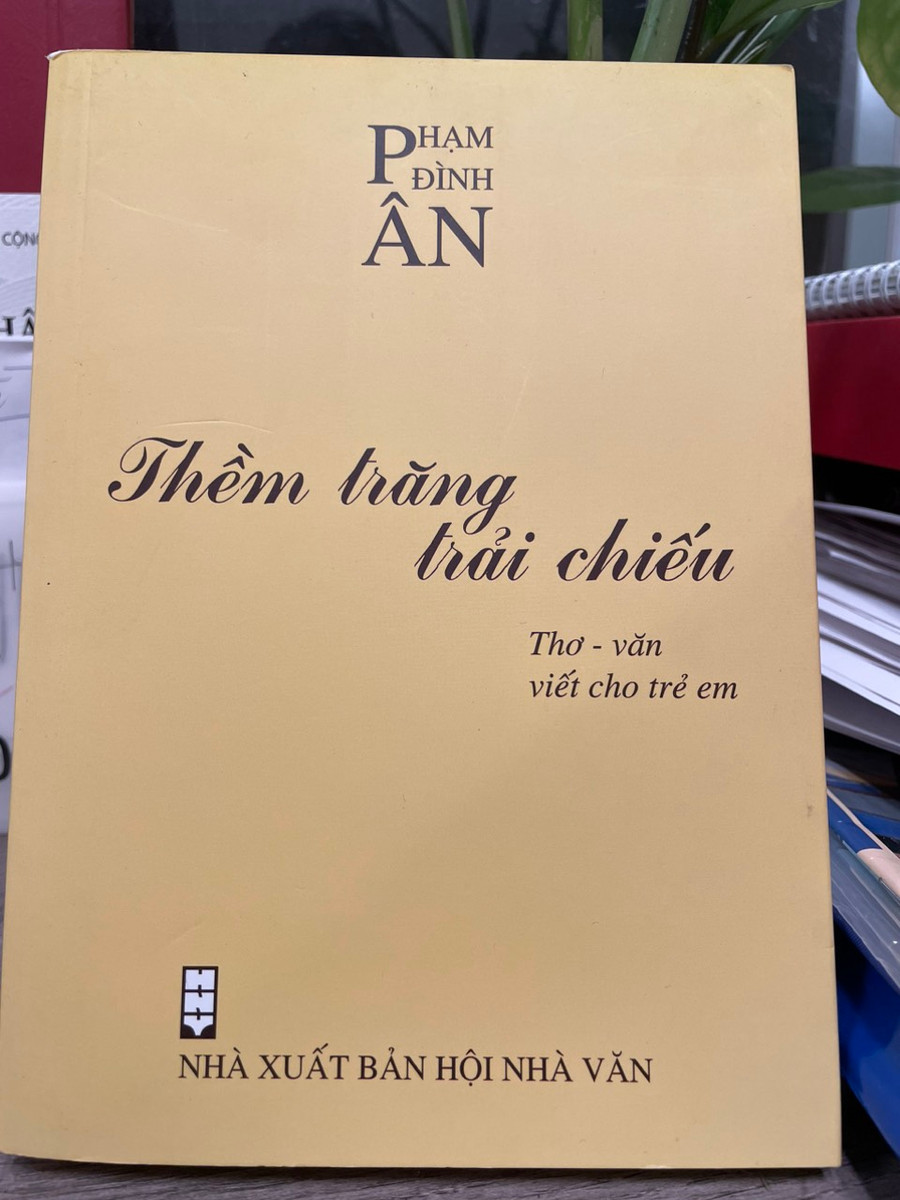 PHẠM
ĐÌNH
ÂN
Thềm trăng
trải chiếu
Thơ - văn
viết cho trẻ em
NHÀ XUẤT BẢN HỘI NHÀ VĂN
CỘNG